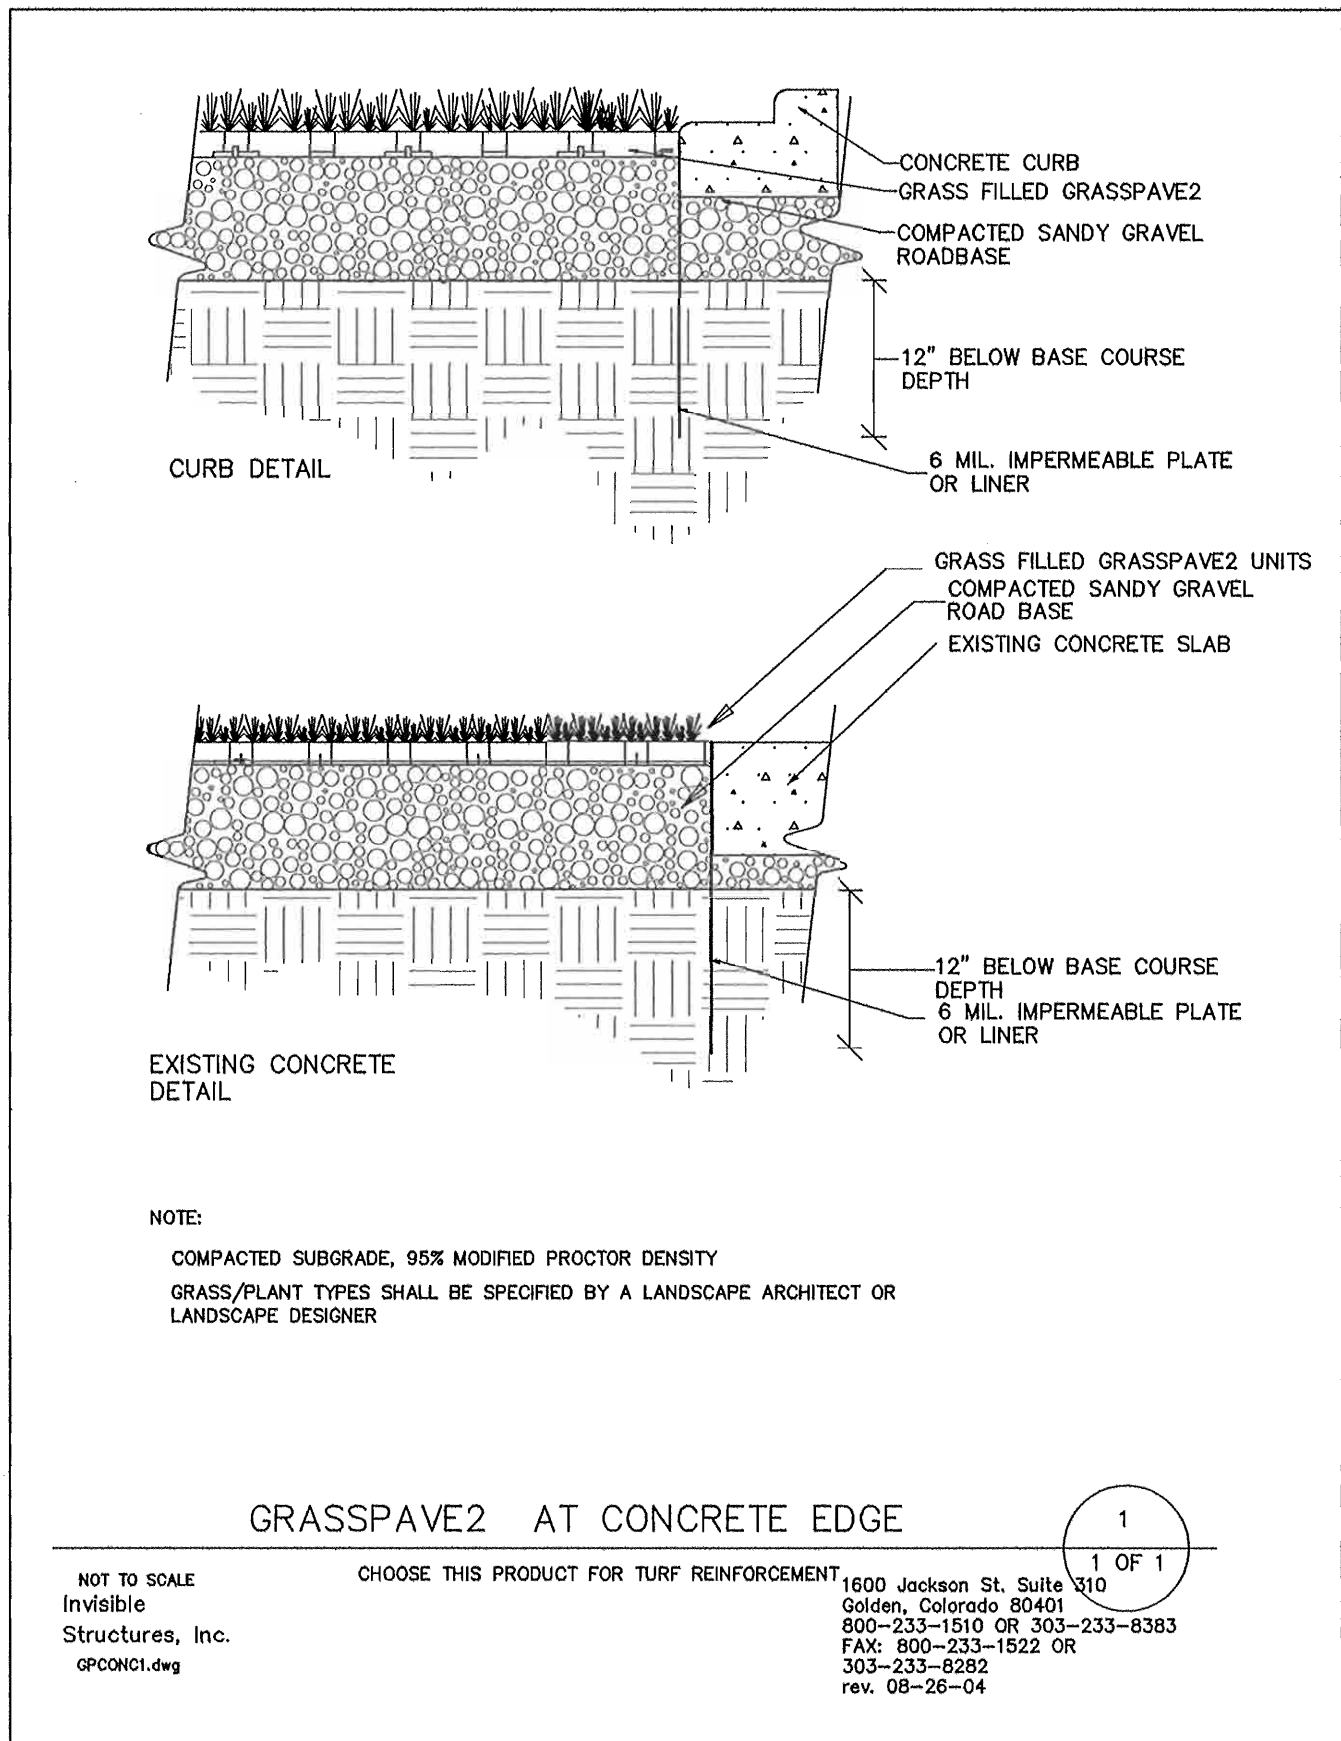 CONCRETE CURB
GRASS FILLED GRASSPAVE2
COMPACTED SANDY GRAVEL
ROADBASE
12" BELOW BASE COURSE
DEPTH
6 MIL. IMPERMEABLE PLATE
OR LINER
CURB DETAIL
GRASS FILLED GRASSPAVE2 UNITS
COMPACTED SANDY GRAVEL
ROAD BASE
EXISTING CONCRETE SLAB
12" BELOW BASE COURSE
DEPTH
6 MIL. IMPERMEABLE PLATE
OR LINER
EXISTING CONCRETE
DETAIL
NOTE:
COMPACTED SUBGRADE, 95% MODIFIED PROCTOR DENSITY
GRASS/PLANT TYPES SHALL BE SPECIFIED BY A LANDSCAPE ARCHITECT OR
LANDSCAPE DESIGNER
GRASSPAVE2 AT CONCRETE EDGE
1
1 OF 1
NOT TO SCALE
Invisible
Structures, Inc.
GPCONC1.dwg
CHOOSE THIS PRODUCT FOR TURF REINFORCEMENT
1600 Jackson St. Suite 310
Golden, Colorado 80401
800-233-1510 OR 303-233-8383
FAX: 800-233-1522 OR
303-233-8282
rev. 08-26-04